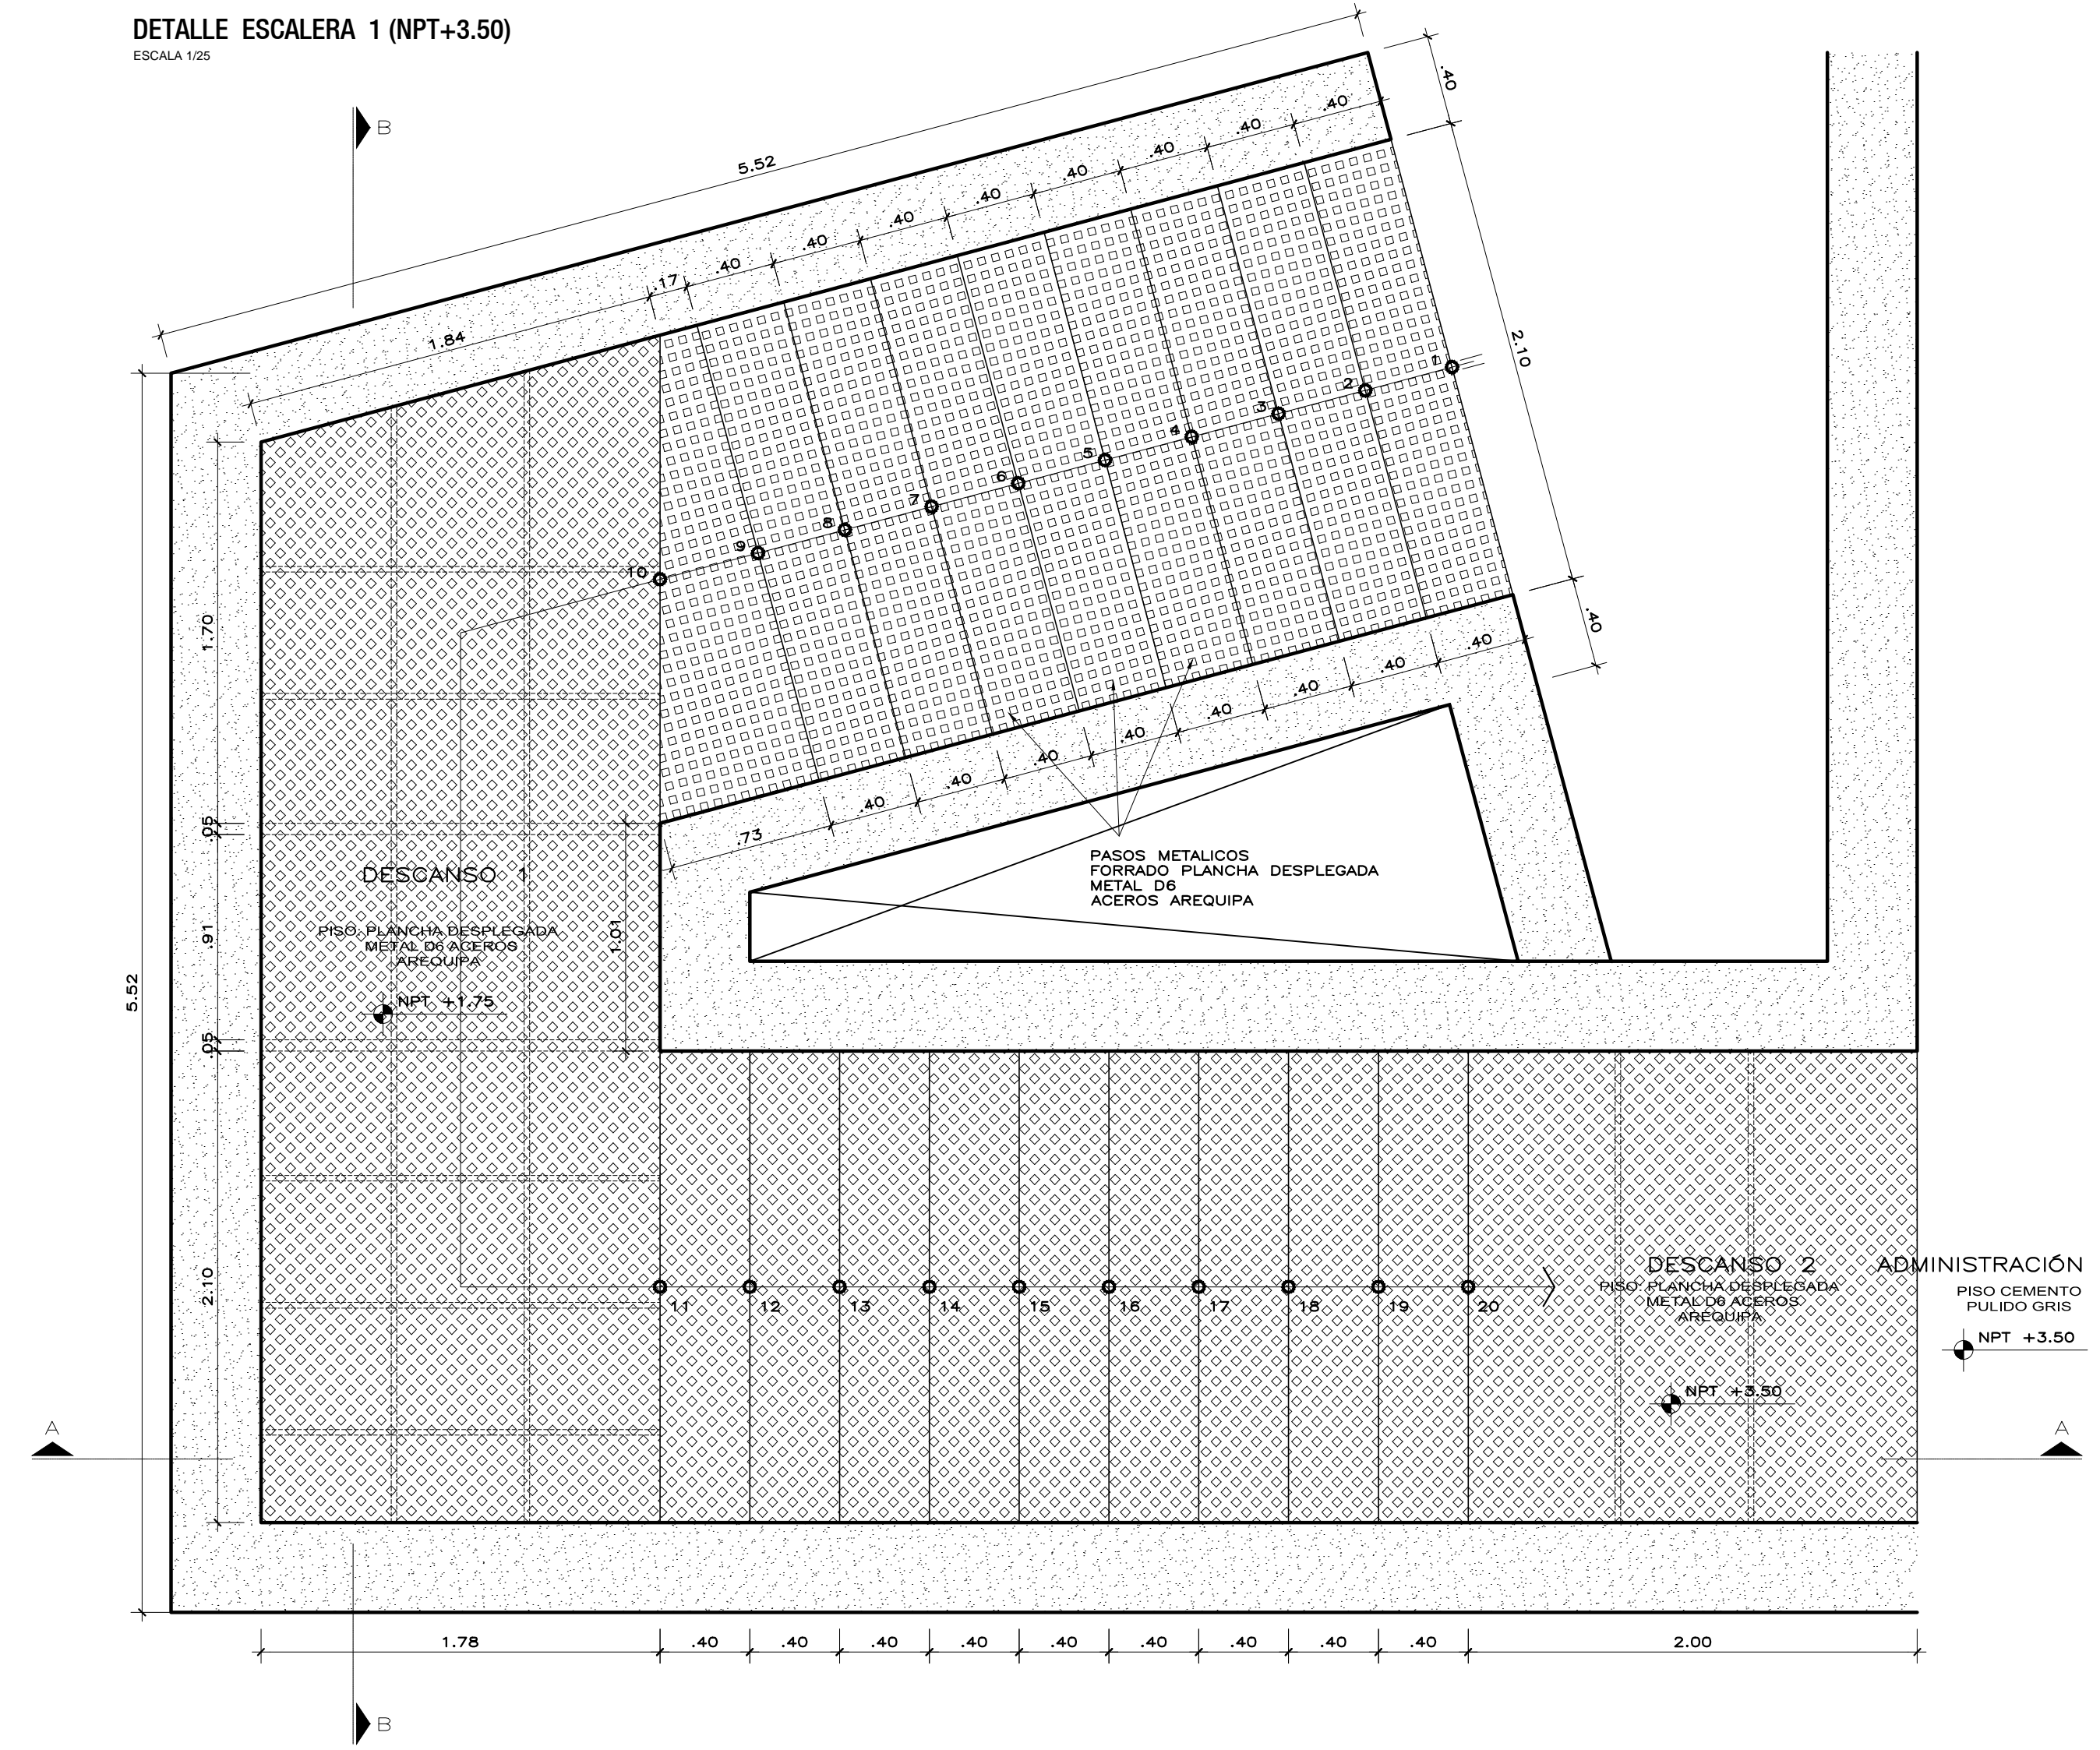 DETALLE ESCALERA 1 (NPT+3.50)
ESCALA 1/25
B
5.52
.40
.40
.40
.40
.40
.40
.40
.40
.40
.17
1.84
2.10
.40
1
2
3
4
5
6
7
8
9
10
1.70
.05
.91
.05
2.10
5.52
1.01
.73
.40
.40
.40
.40
.40
.40
.40
.40
PASOS METALICOS
FORRADO PLANCHA DESPLEGADA
METAL D6
ACEROS AREQUIPA
DESCANSO 1
PISO: PLANCHA DESPLEGADA
METAL D6 ACEROS
AREQUIPA
NPT +1.75
11
12
13
14
15
16
17
18
19
20
DESCANSO 2
PISO: PLANCHA DESPLEGADA
METAL D6 ACEROS
AREQUIPA
NPT +3.50
ADMINISTRACIÓN
PISO CEMENTO
PULIDO GRIS
NPT +3.50
A
A
1.78
.40
.40
.40
.40
.40
.40
.40
.40
.40
2.00
B